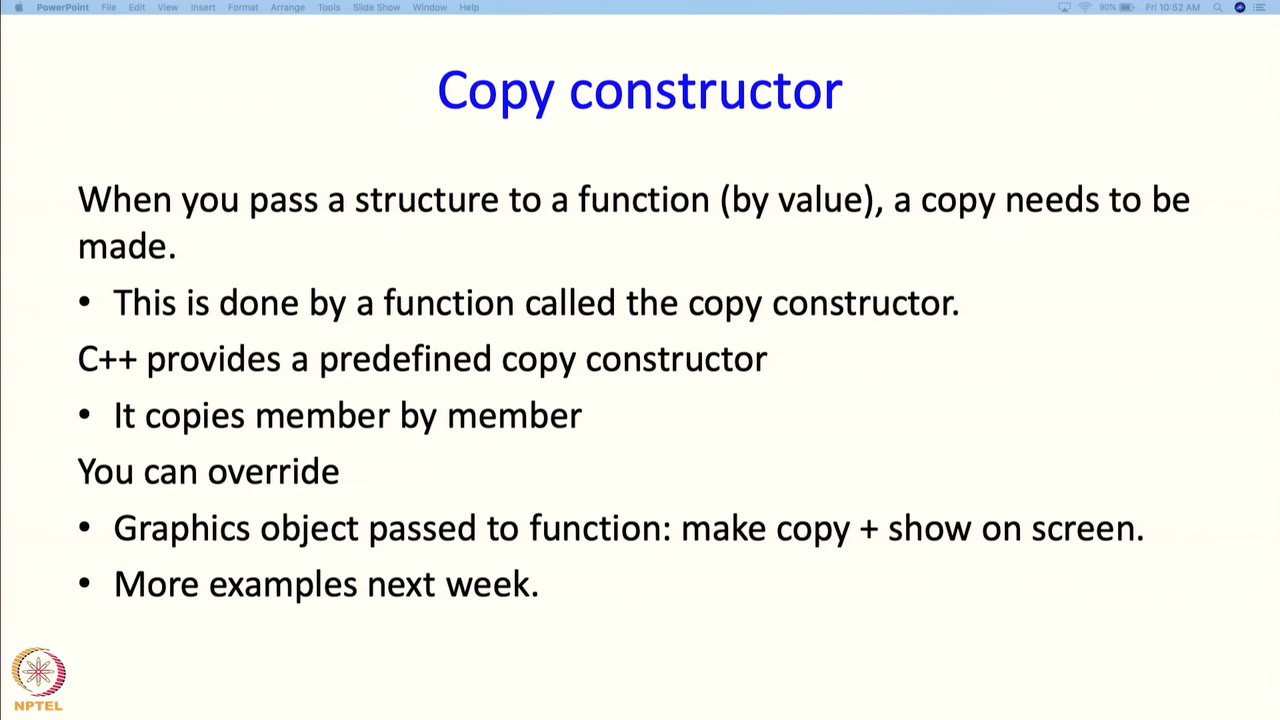 PowerPoint File Edit View Insert Format Arrange Tools Slide Show Window Help 90% Fri 10:52 AM
Copy constructor
When you pass a structure to a function (by value), a copy needs to be
made.
• This is done by a function called the copy constructor.
C++ provides a predefined copy constructor
• It copies member by member
You can override
• Graphics object passed to function: make copy + show on screen.
• More examples next week.
NPTEL